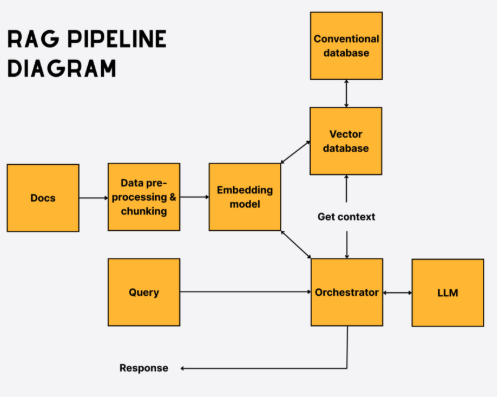 RAG PIPELINE
DIAGRAM
Conventional
database
Vector
database
Docs
Data pre-
processing &
chunking
Embedding
model
Get context
Query
Orchestrator
LLM
Response